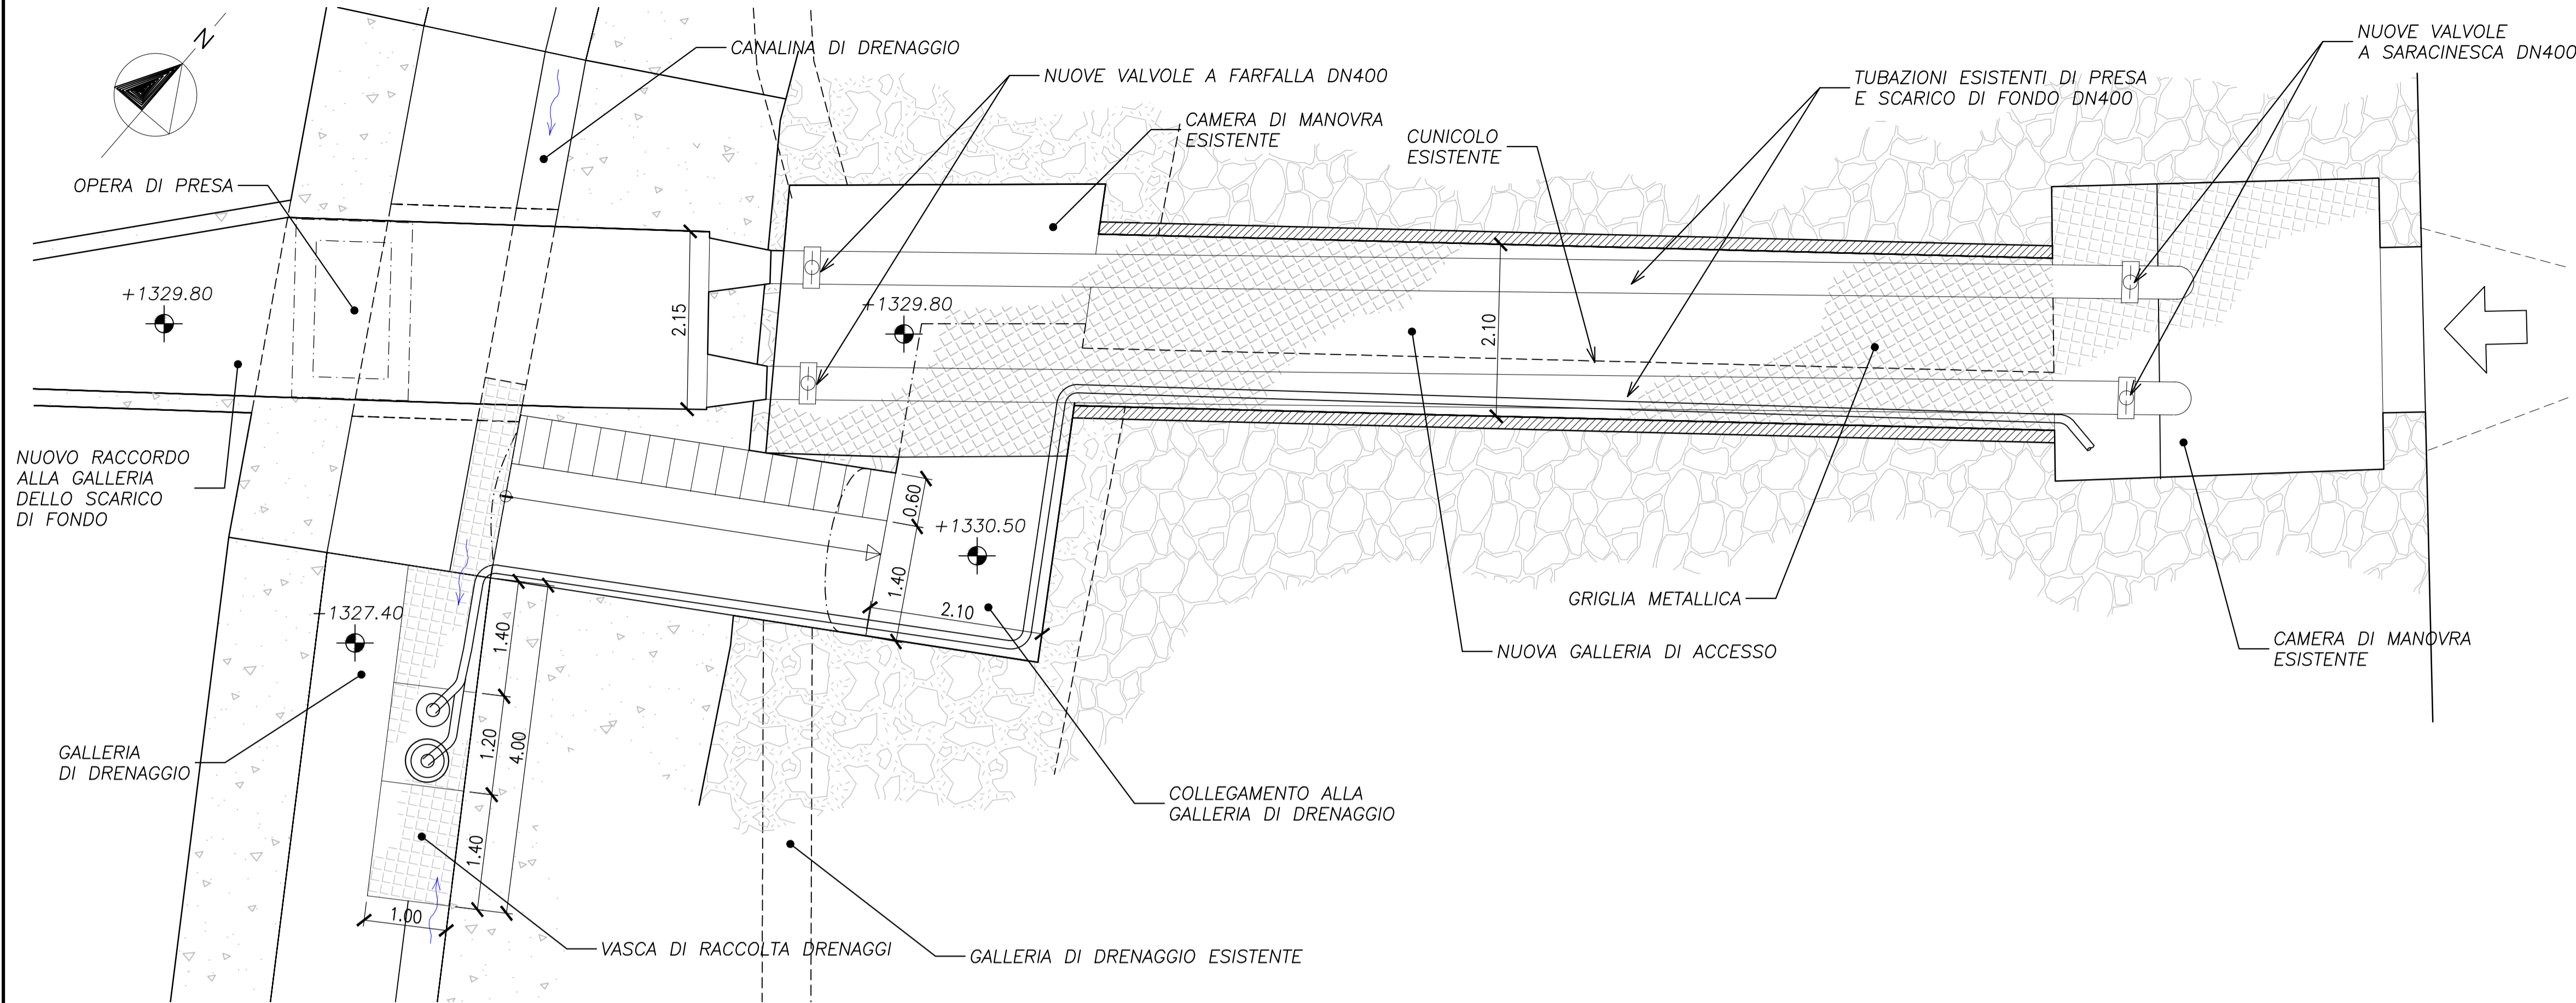 N
CANALINA DI DRENAGGIO
NUOVE VALVOLE A FARFALLA DN400
CAMERA DI MANOVRA
ESISTENTE
CUNICOLO
ESISTENTE
TUBAZIONI ESISTENTI DI PRESA
E SCARICO DI FONDO DN400
NUOVE VALVOLE
A SARACINESCA DN400
OPERA DI PRESA
+1329.80
2.15
+1329.80
2.10
NUOVO RACCORDO
ALLA GALLERIA
DELLO SCARICO
DI FONDO
0.60
+1330.50
1.40
2.10
GRIGLIA METALLICA
NUOVA GALLERIA DI ACCESSO
CAMERA DI MANOVRA
ESISTENTE
+1327.40
1.40
1.20
4.00
1.40
1.00
GALLERIA
DI DRENAGGIO
COLLEGAMENTO ALLA
GALLERIA DI DRENAGGIO
VASCA DI RACCOLTA DRENAGGI
GALLERIA DI DRENAGGIO ESISTENTE